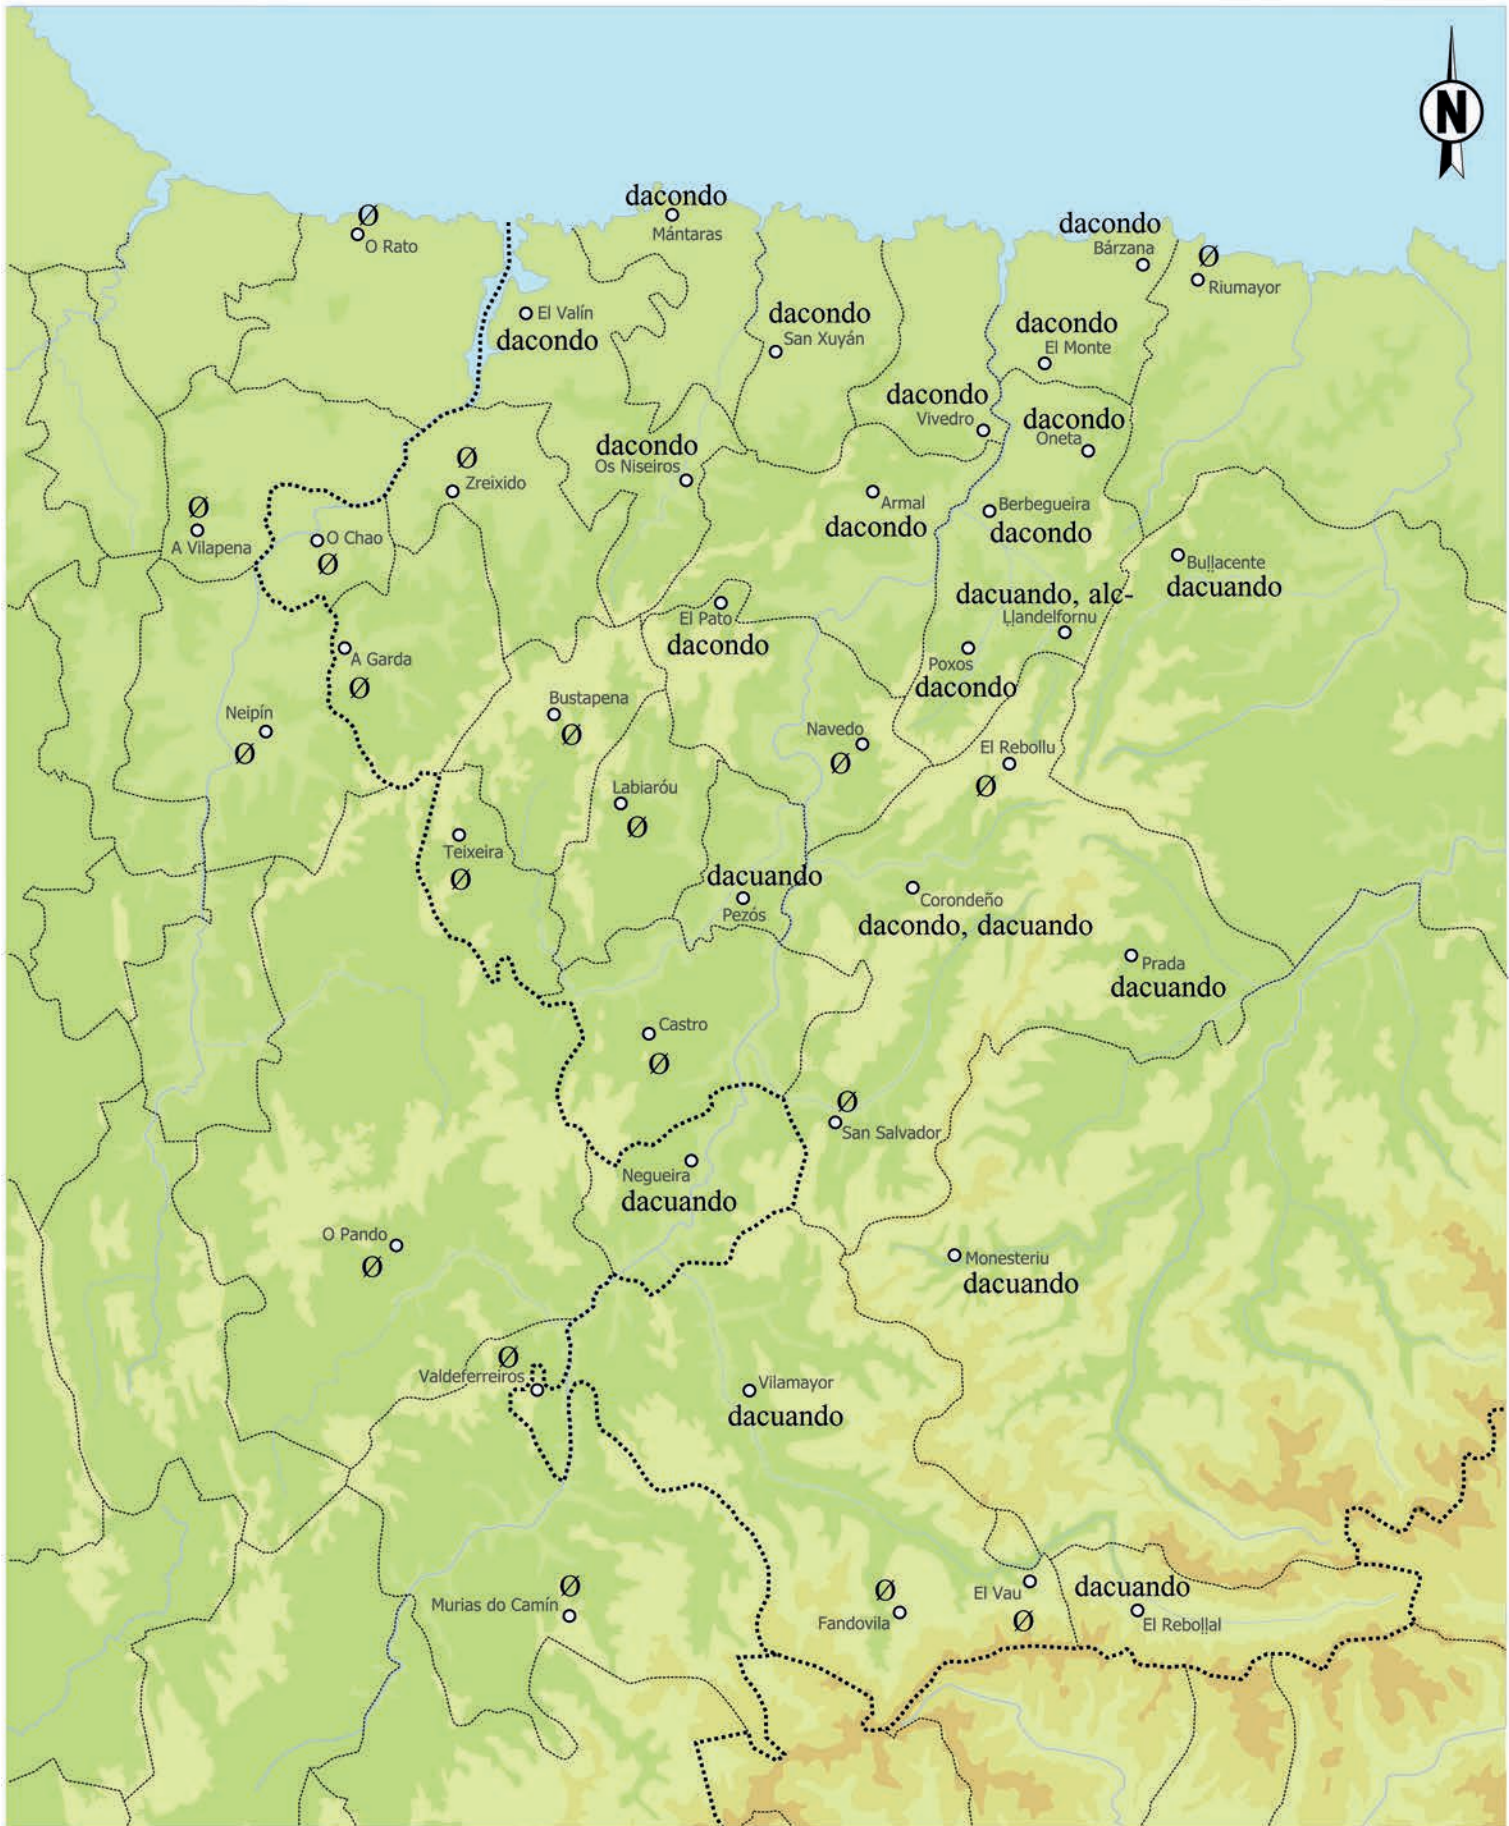 N
dacondo
Mántaras
Ø
O Rato
dacondo
Bárzana
Ø
Riumayor
El Valín
dacondo
dacondo
San Xuyán
dacondo
El Monte
dacondo
Vivedro
dacondo
Oneta
dacondo
Os Niseiros
Ø
Zreixido
Ø
A Vilapena
O Chao
Ø
Armal
dacondo
Berbegueira
dacondo
Buḷḷacente
dacuando
dacuando, alc-
Ḷḷandelfornu
El Pato
dacondo
A Garda
Ø
Poxos
dacondo
Bustapena
Ø
Neipín
Ø
Navedo
Ø
El Rebollu
Ø
Labiaróu
Ø
Teixeira
Ø
dacuando
Pezós
Corondeño
dacondo, dacuando
Prada
dacuando
Castro
Ø
Ø
San Salvador
Negueira
dacuando
O Pando
Ø
Monesteriu
dacuando
Ø
Valdeferreiros
Vilamayor
dacuando
Ø
Murias do Camín
Ø
Fandovila
El Vau
Ø
dacuando
El Reboḷḷal